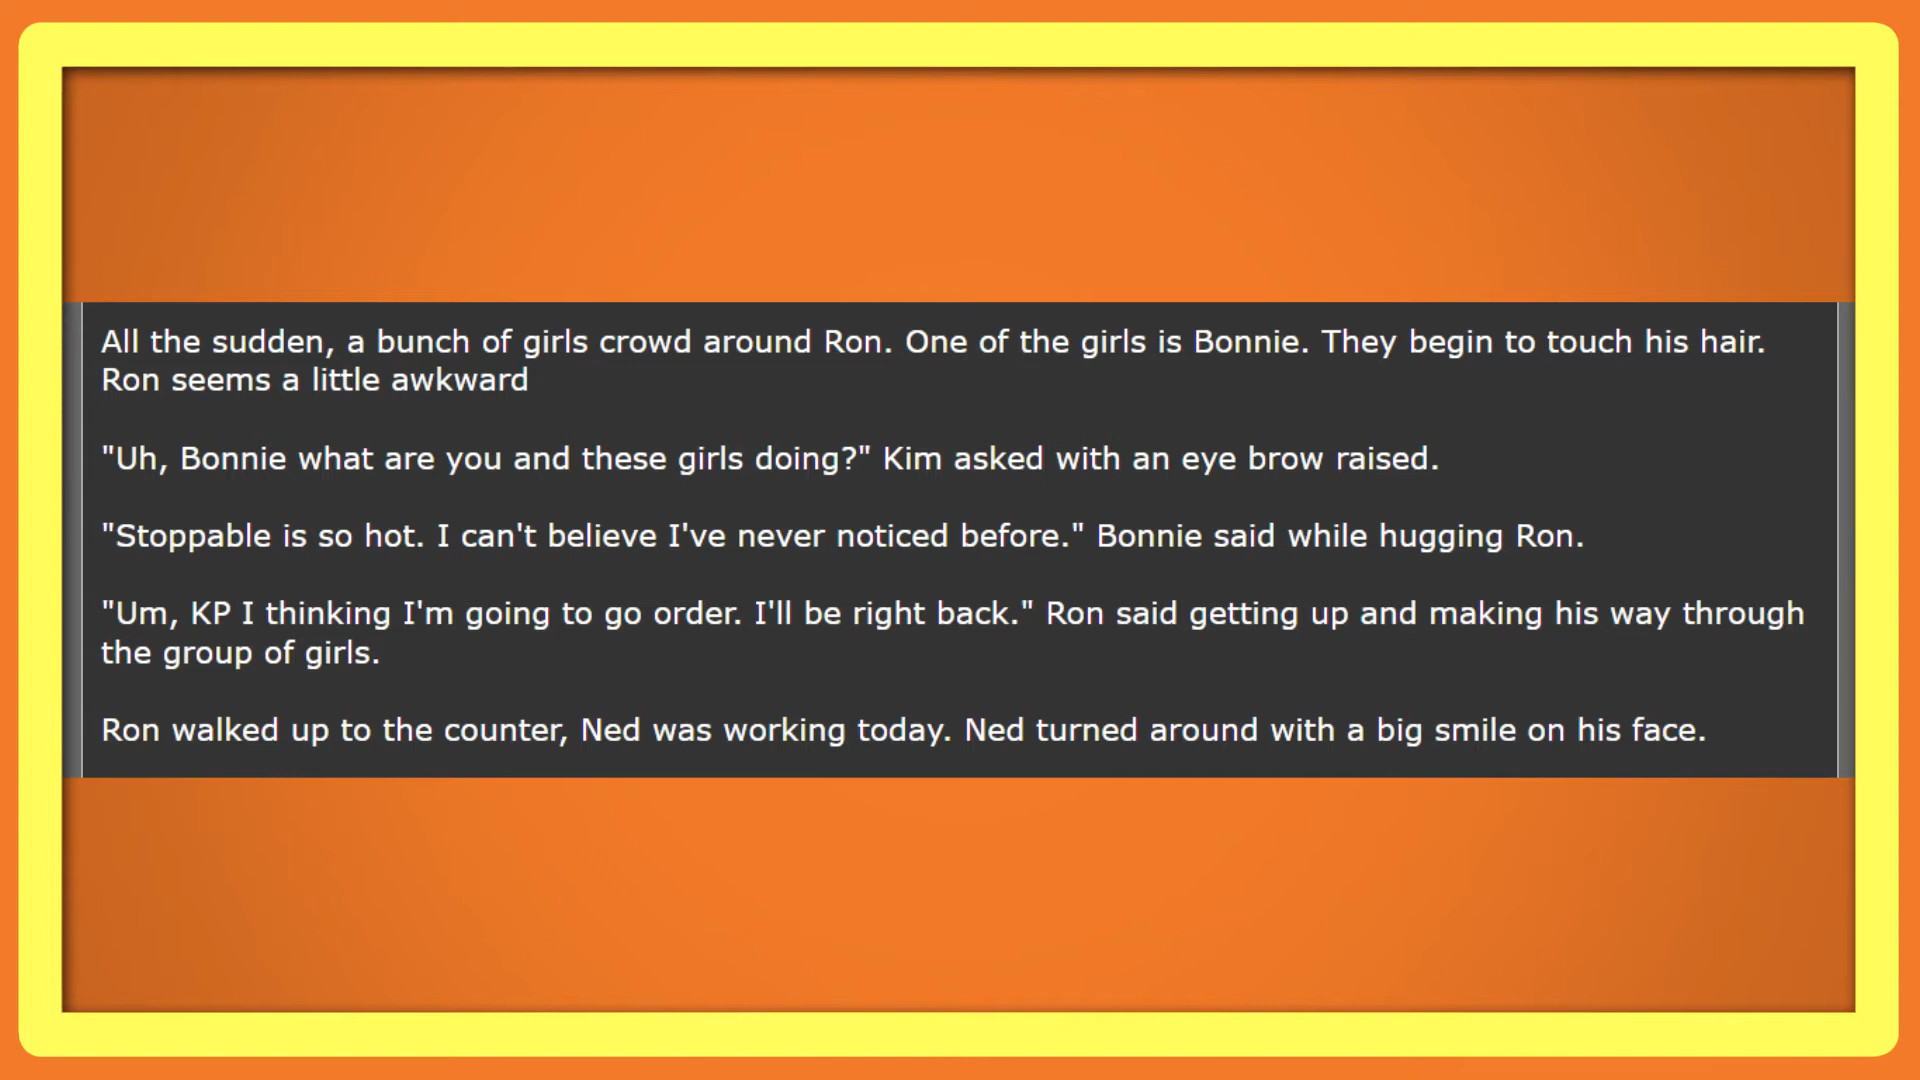 All the sudden, a bunch of girls crowd around Ron. One of the girls is Bonnie. They begin to touch his hair.
Ron seems a little awkward
"Uh, Bonnie what are you and these girls doing?" Kim asked with an eye brow raised.
"Stoppable is so hot. I can't believe I've never noticed before." Bonnie said while hugging Ron.
"Um, KP I thinking I'm going to go order. I'll be right back." Ron said getting up and making his way through
the group of girls.
Ron walked up to the counter, Ned was working today. Ned turned around with a big smile on his face.